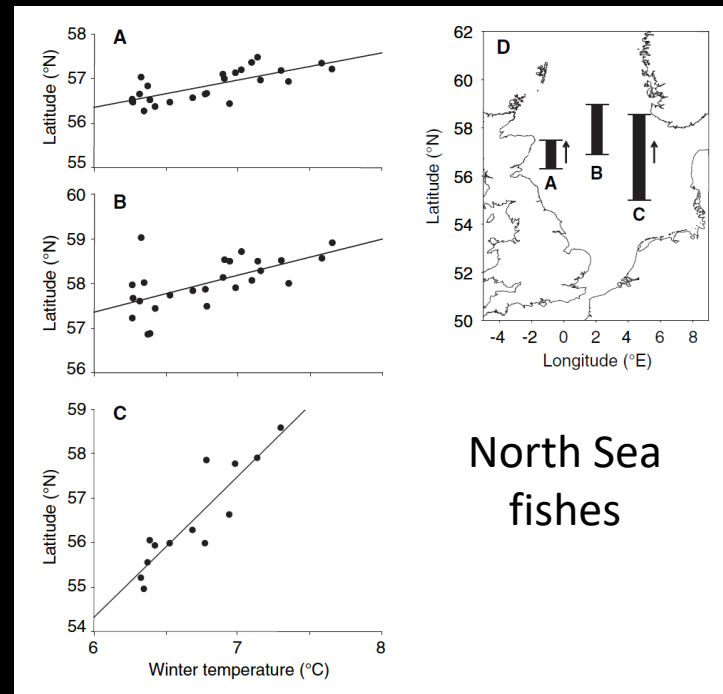 A
Latitude (°N)
58
57
56
55
B
Latitude (°N)
60
59
58
57
56
C
Latitude (°N)
59
58
57
56
55
54
6 7 8
Winter temperature (°C)
D
Latitude (°N)
62
60
58
56
54
52
50
A
B
C
-4 -2 0 2 4 6 8
Longitude (°E)
North Sea
fishes